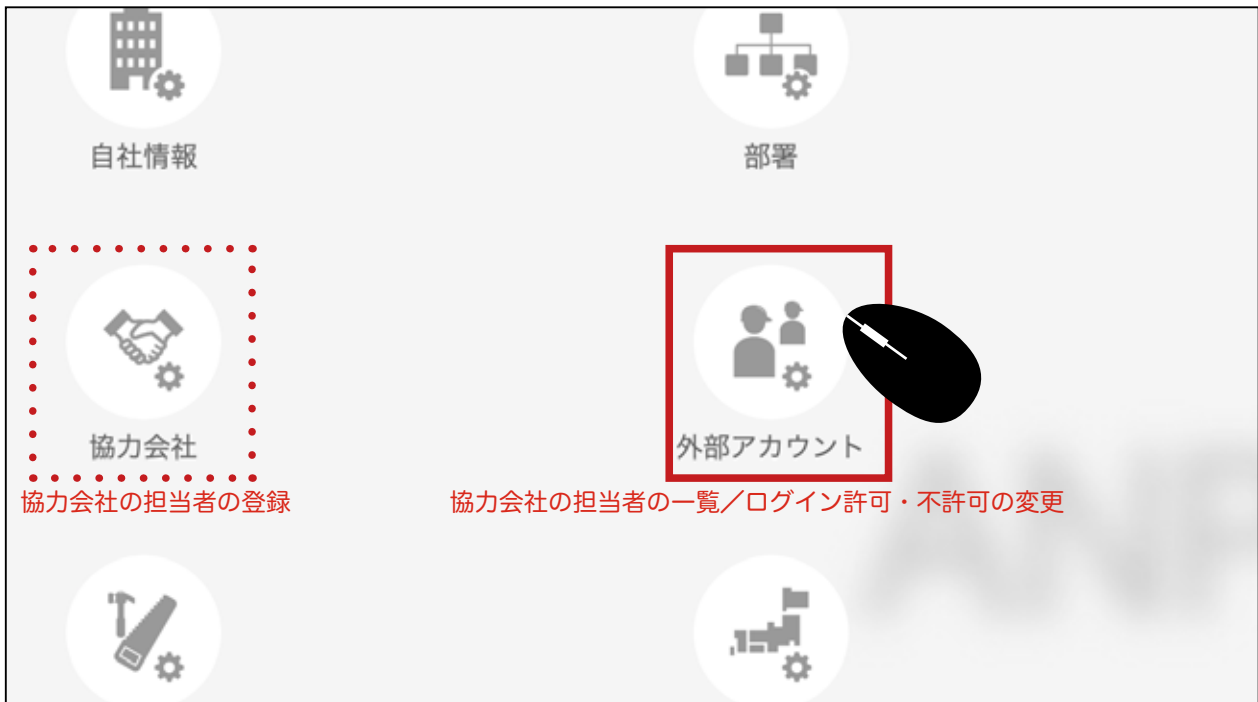 自社情報
部署
協力会社
外部アカウント
協力会社の担当者の登録
協力会社の担当者の一覧／ログイン許可・不許可の変更